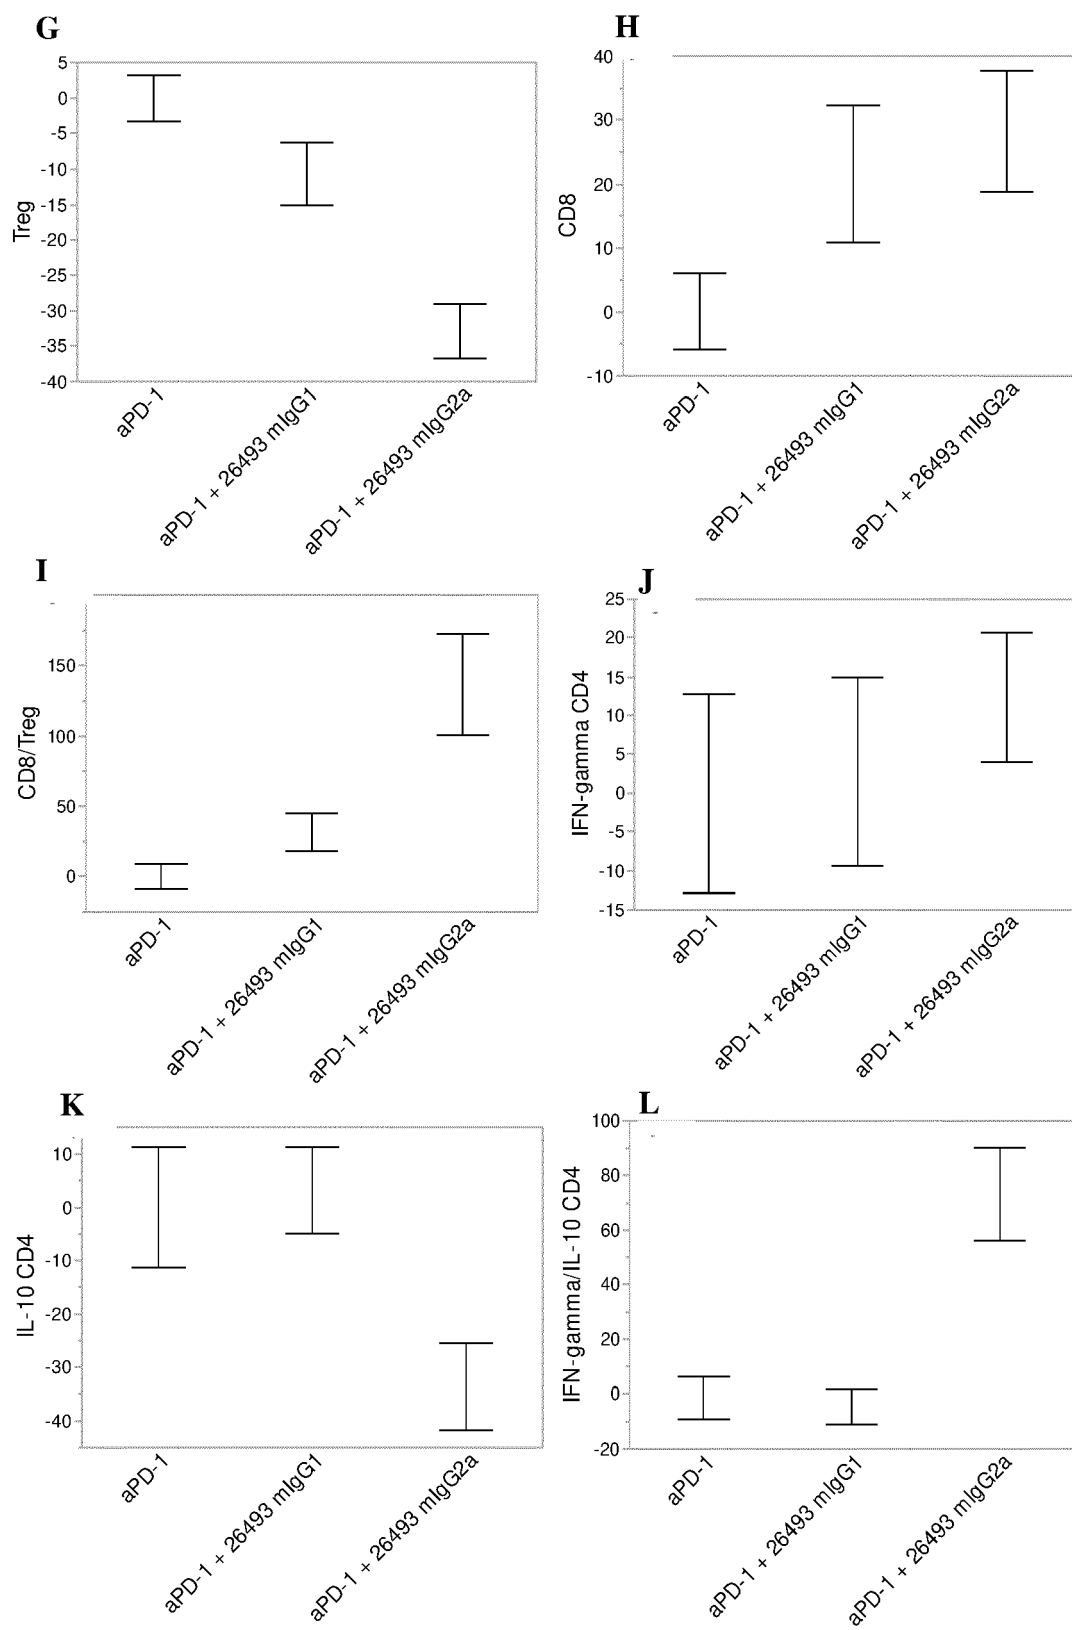 G
5
0
-5
-10
-15
-20
-25
-30
-35
-40
Treg
aPD-1
aPD-1 + 26493 mIgG1
aPD-1 + 26493 mIgG2a
H
40
30
20
10
0
-10
CD8
aPD-1
aPD-1 + 26493 mIgG1
aPD-1 + 26493 mIgG2a
I
150
100
50
0
CD8/Treg
aPD-1
aPD-1 + 26493 mIgG1
aPD-1 + 26493 mIgG2a
J
25
20
15
10
5
0
-5
-10
-15
IFN-gamma CD4
aPD-1
aPD-1 + 26493 mIgG1
aPD-1 + 26493 mIgG2a
K
10
0
-10
-20
-30
-40
IL-10 CD4
aPD-1
aPD-1 + 26493 mIgG1
aPD-1 + 26493 mIgG2a
L
100
80
60
40
20
0
-20
IFN-gamma/IL-10 CD4
aPD-1
aPD-1 + 26493 mIgG1
aPD-1 + 26493 mIgG2a